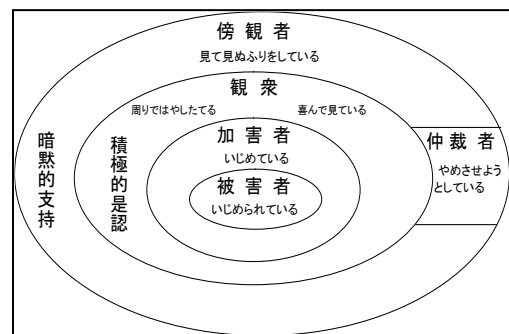 傍観者
見て見ぬふりをしている
観衆
周りではやしたてる
喜んで見ている
加害者
いじめている
被害者
いじめられている
暗黙的支持
積極的是認
仲裁者
やめさせよう
としている